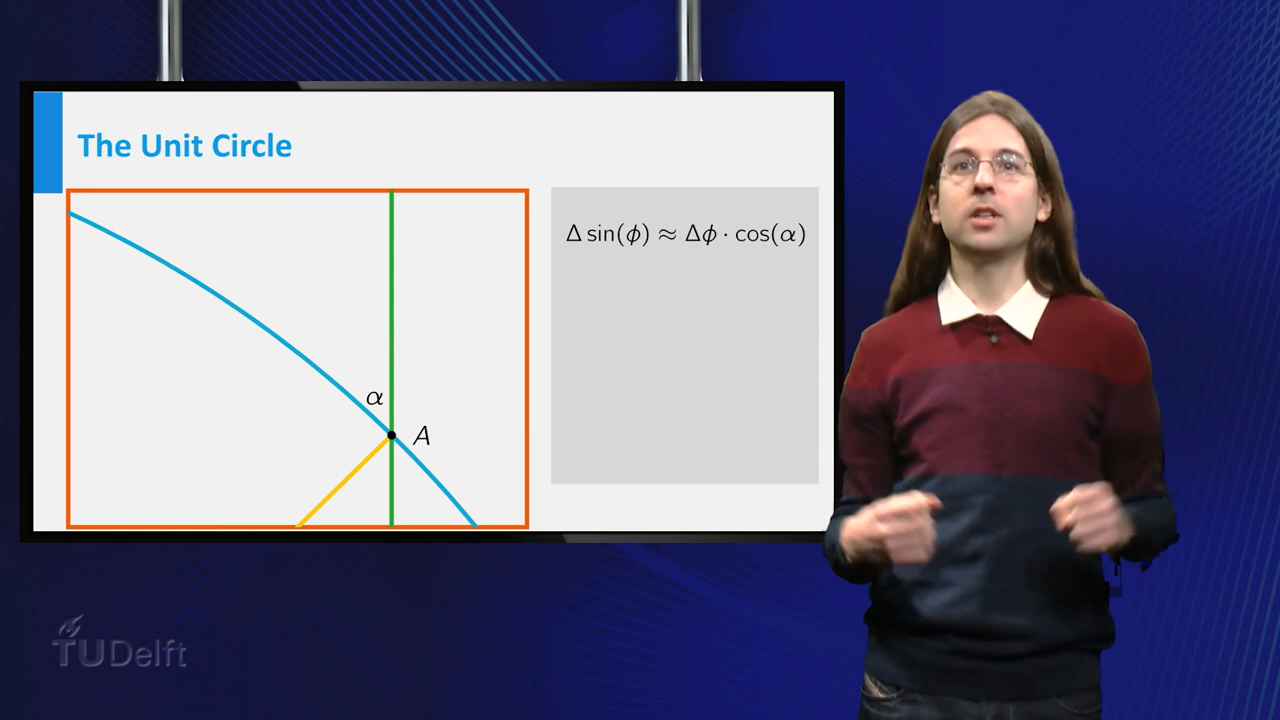 The Unit Circle
Δ sin(ϕ) ≈ Δϕ · cos(α)
α
A
TUDelft